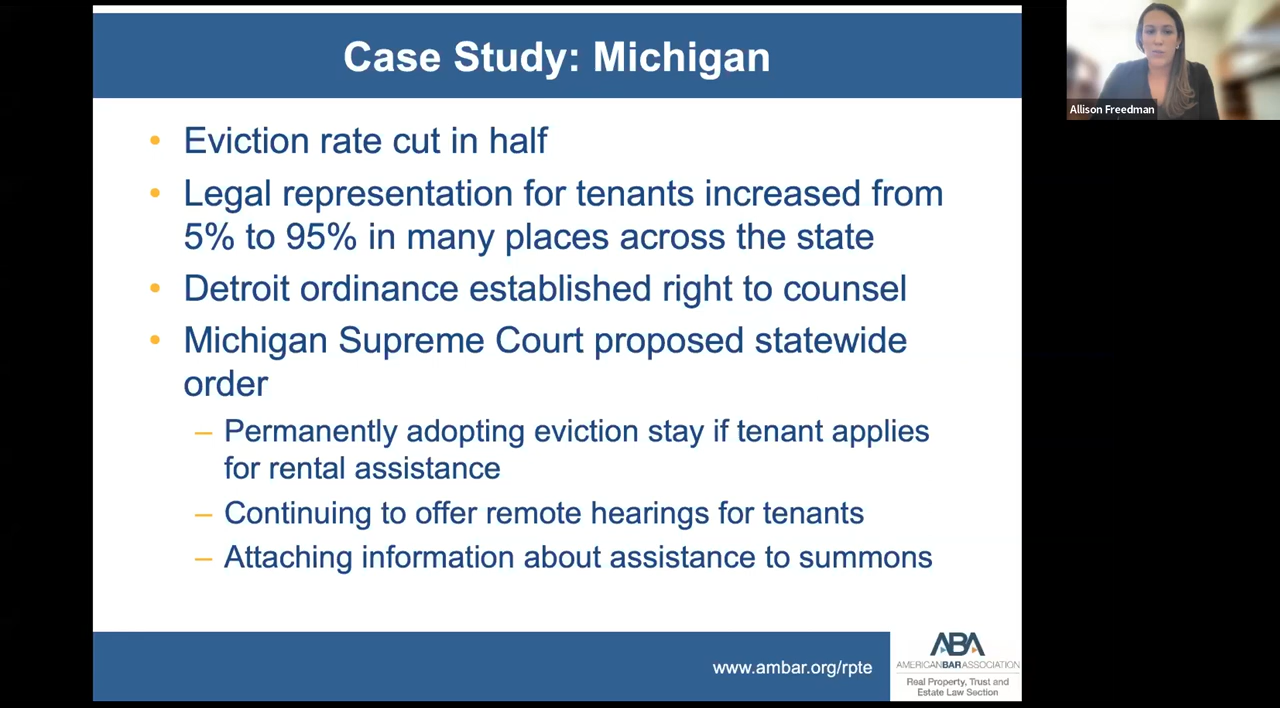 Case Study: Michigan
Allison Freedman
• Eviction rate cut in half
• Legal representation for tenants increased from
5% to 95% in many places across the state
• Detroit ordinance established right to counsel
• Michigan Supreme Court proposed statewide
order
– Permanently adopting eviction stay if tenant applies
for rental assistance
– Continuing to offer remote hearings for tenants
– Attaching information about assistance to summons
www.ambar.org/rpte
ABA
AMERICANBARASSOCIATION
Real Property, Trust and
Estate Law Section